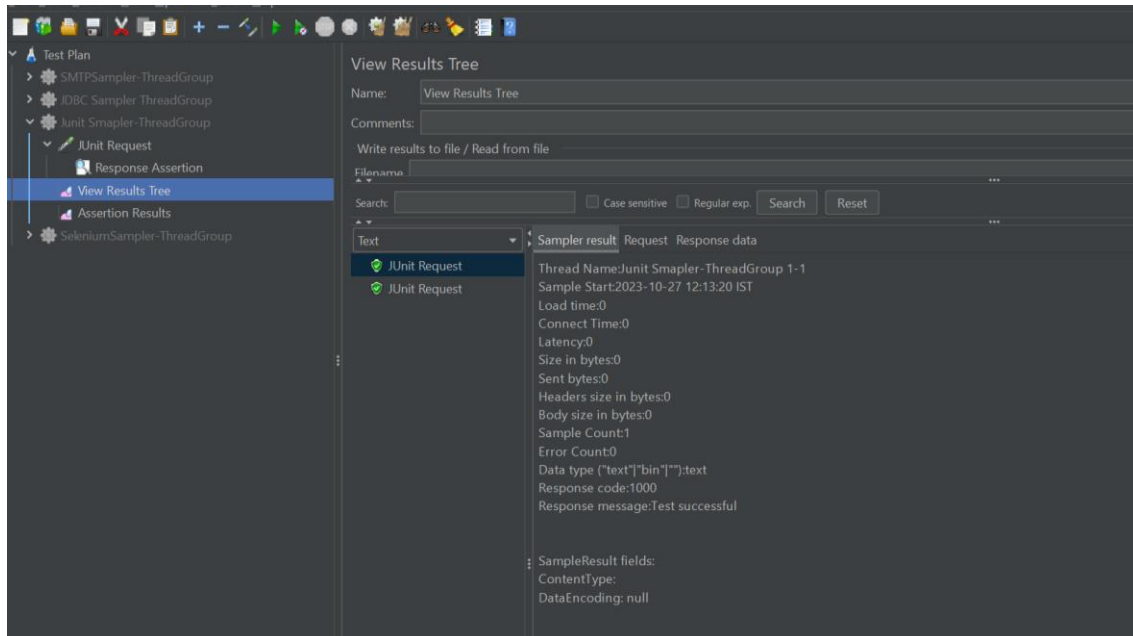 Test Plan
SMTPSampler-ThreadGroup
JDBC Sampler ThreadGroup
Junit Smapler-ThreadGroup
JUnit Request
Response Assertion
View Results Tree
Assertion Results
SeleniumSampler-ThreadGroup
View Results Tree
Name: View Results Tree
Comments:
Write results to file / Read from file
Filename
Search: Case sensitive Regular exp. Search Reset
Text
JUnit Request
JUnit Request
Sampler result Request Response data
Thread Name:Junit Smapler-ThreadGroup 1-1
Sample Start:2023-10-27 12:13:20 IST
Load time:0
Connect Time:0
Latency:0
Size in bytes:0
Sent bytes:0
Headers size in bytes:0
Body size in bytes:0
Sample Count:1
Error Count:0
Data type ("text"|"bin"|""):text
Response code:1000
Response message:Test successful
SampleResult fields:
ContentType:
DataEncoding: null